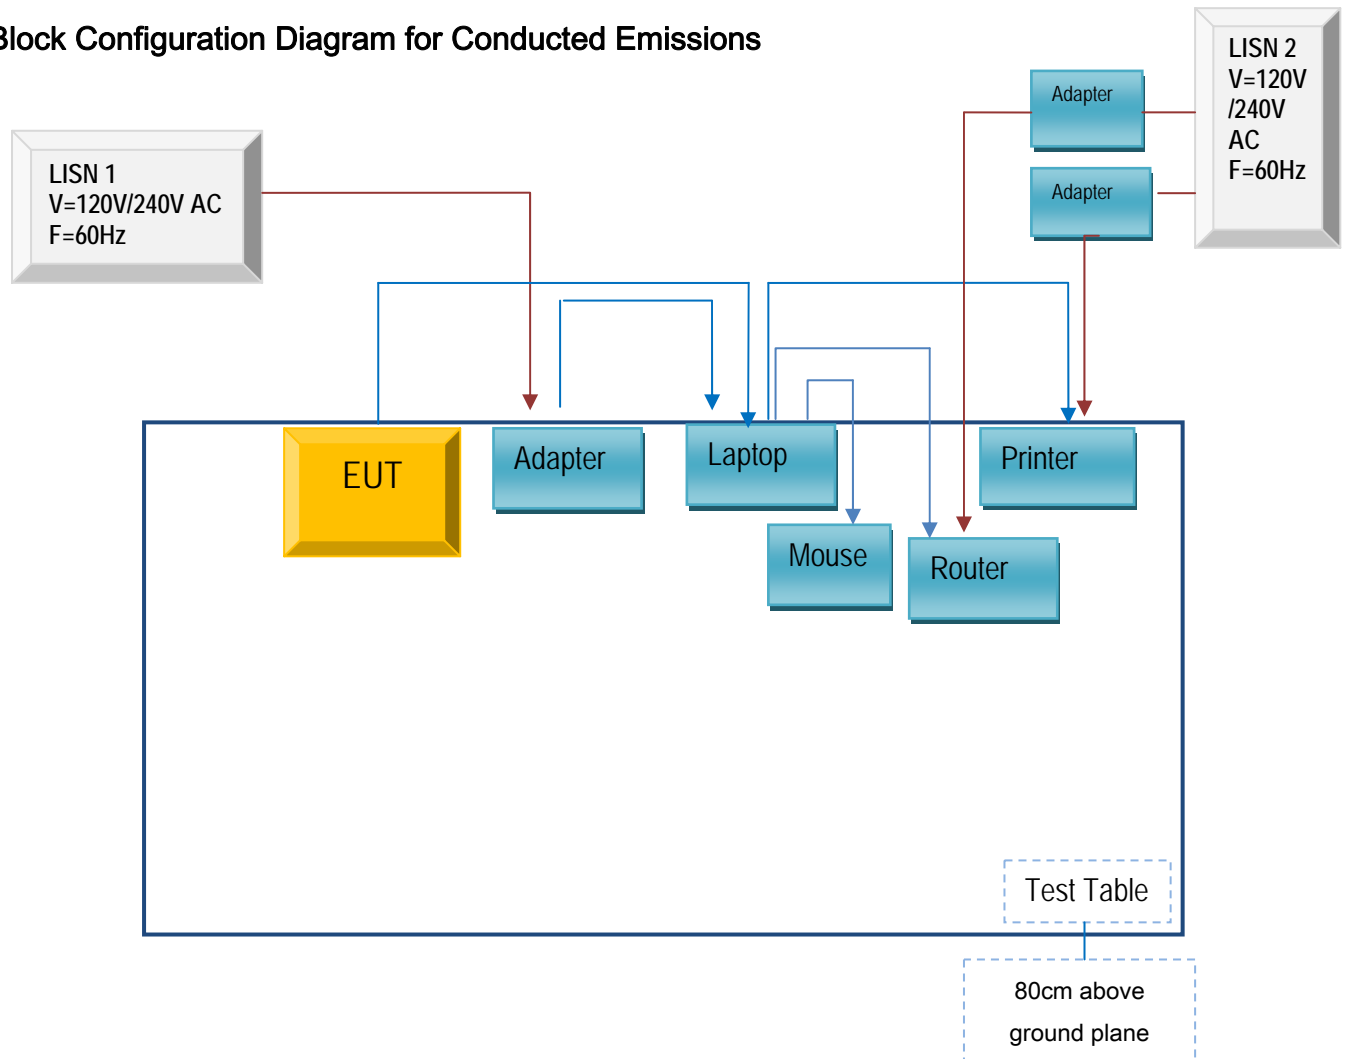 Block Configuration Diagram for Conducted Emissions
LISN 2
V=120V
/240V
AC
F=60Hz
Adapter
Adapter
LISN 1
V=120V/240V AC
F=60Hz
EUT
Adapter
Laptop
Printer
Mouse
Router
Test Table
80cm above
ground plane